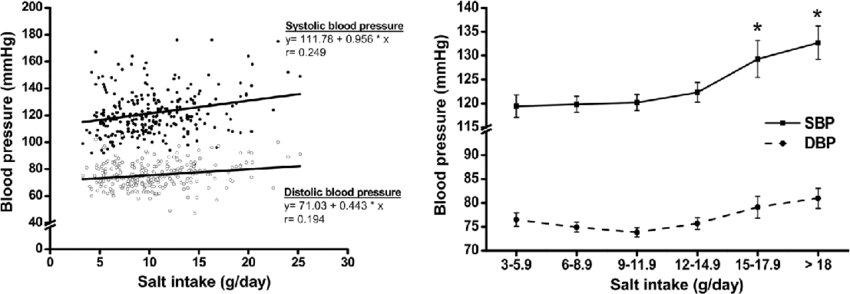 Systolic blood pressure
y= 111.78 + 0.956 * x
r= 0.249
Distolic blood pressure
y= 71.03 + 0.443 * x
r= 0.194
Blood pressure (mmHg)
200
180
160
140
120
100
80
60
40
0
0 5 10 15 20 25 30
Salt intake (g/day)
Blood pressure (mmHg)
140
135
130
125
120
115
90
85
80
75
70
* *
SBP
DBP
3-5.9 6-8.9 9-11.9 12-14.9 15-17.9 > 18
Salt intake (g/day)